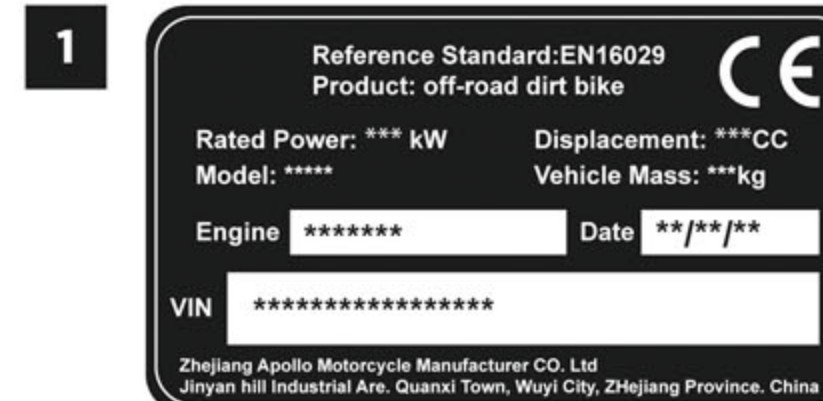 1
Reference Standard:EN16029
Product: off-road dirt bike
CE
Rated Power: *** kW Displacement: ***CC
Model: ***** Vehicle Mass: ***kg
Engine ******* Date **/**/**
VIN *****************
Zhejiang Apollo Motorcycle Manufacturer CO. Ltd
Jinyan hill Industrial Are. Quanxi Town, Wuyi City, ZHejiang Province. China